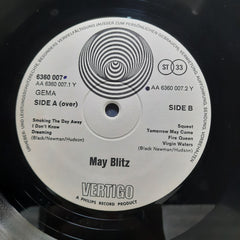 6360 007
AA 6360 007.1 Y
GEMA
SIDE A (over)
Smoking The Day Away
I Don't Know
Dreaming
(Black/Newman/Hudson)
ST 33
AA 6360 007.2 Y
SIDE B
Squeet
Tomorrow May Come
Fire Queen
Virgin Waters
(Black/Newman/Hudson)
May Blitz
VERTIGO
A PHILIPS RECORD PRODUCT